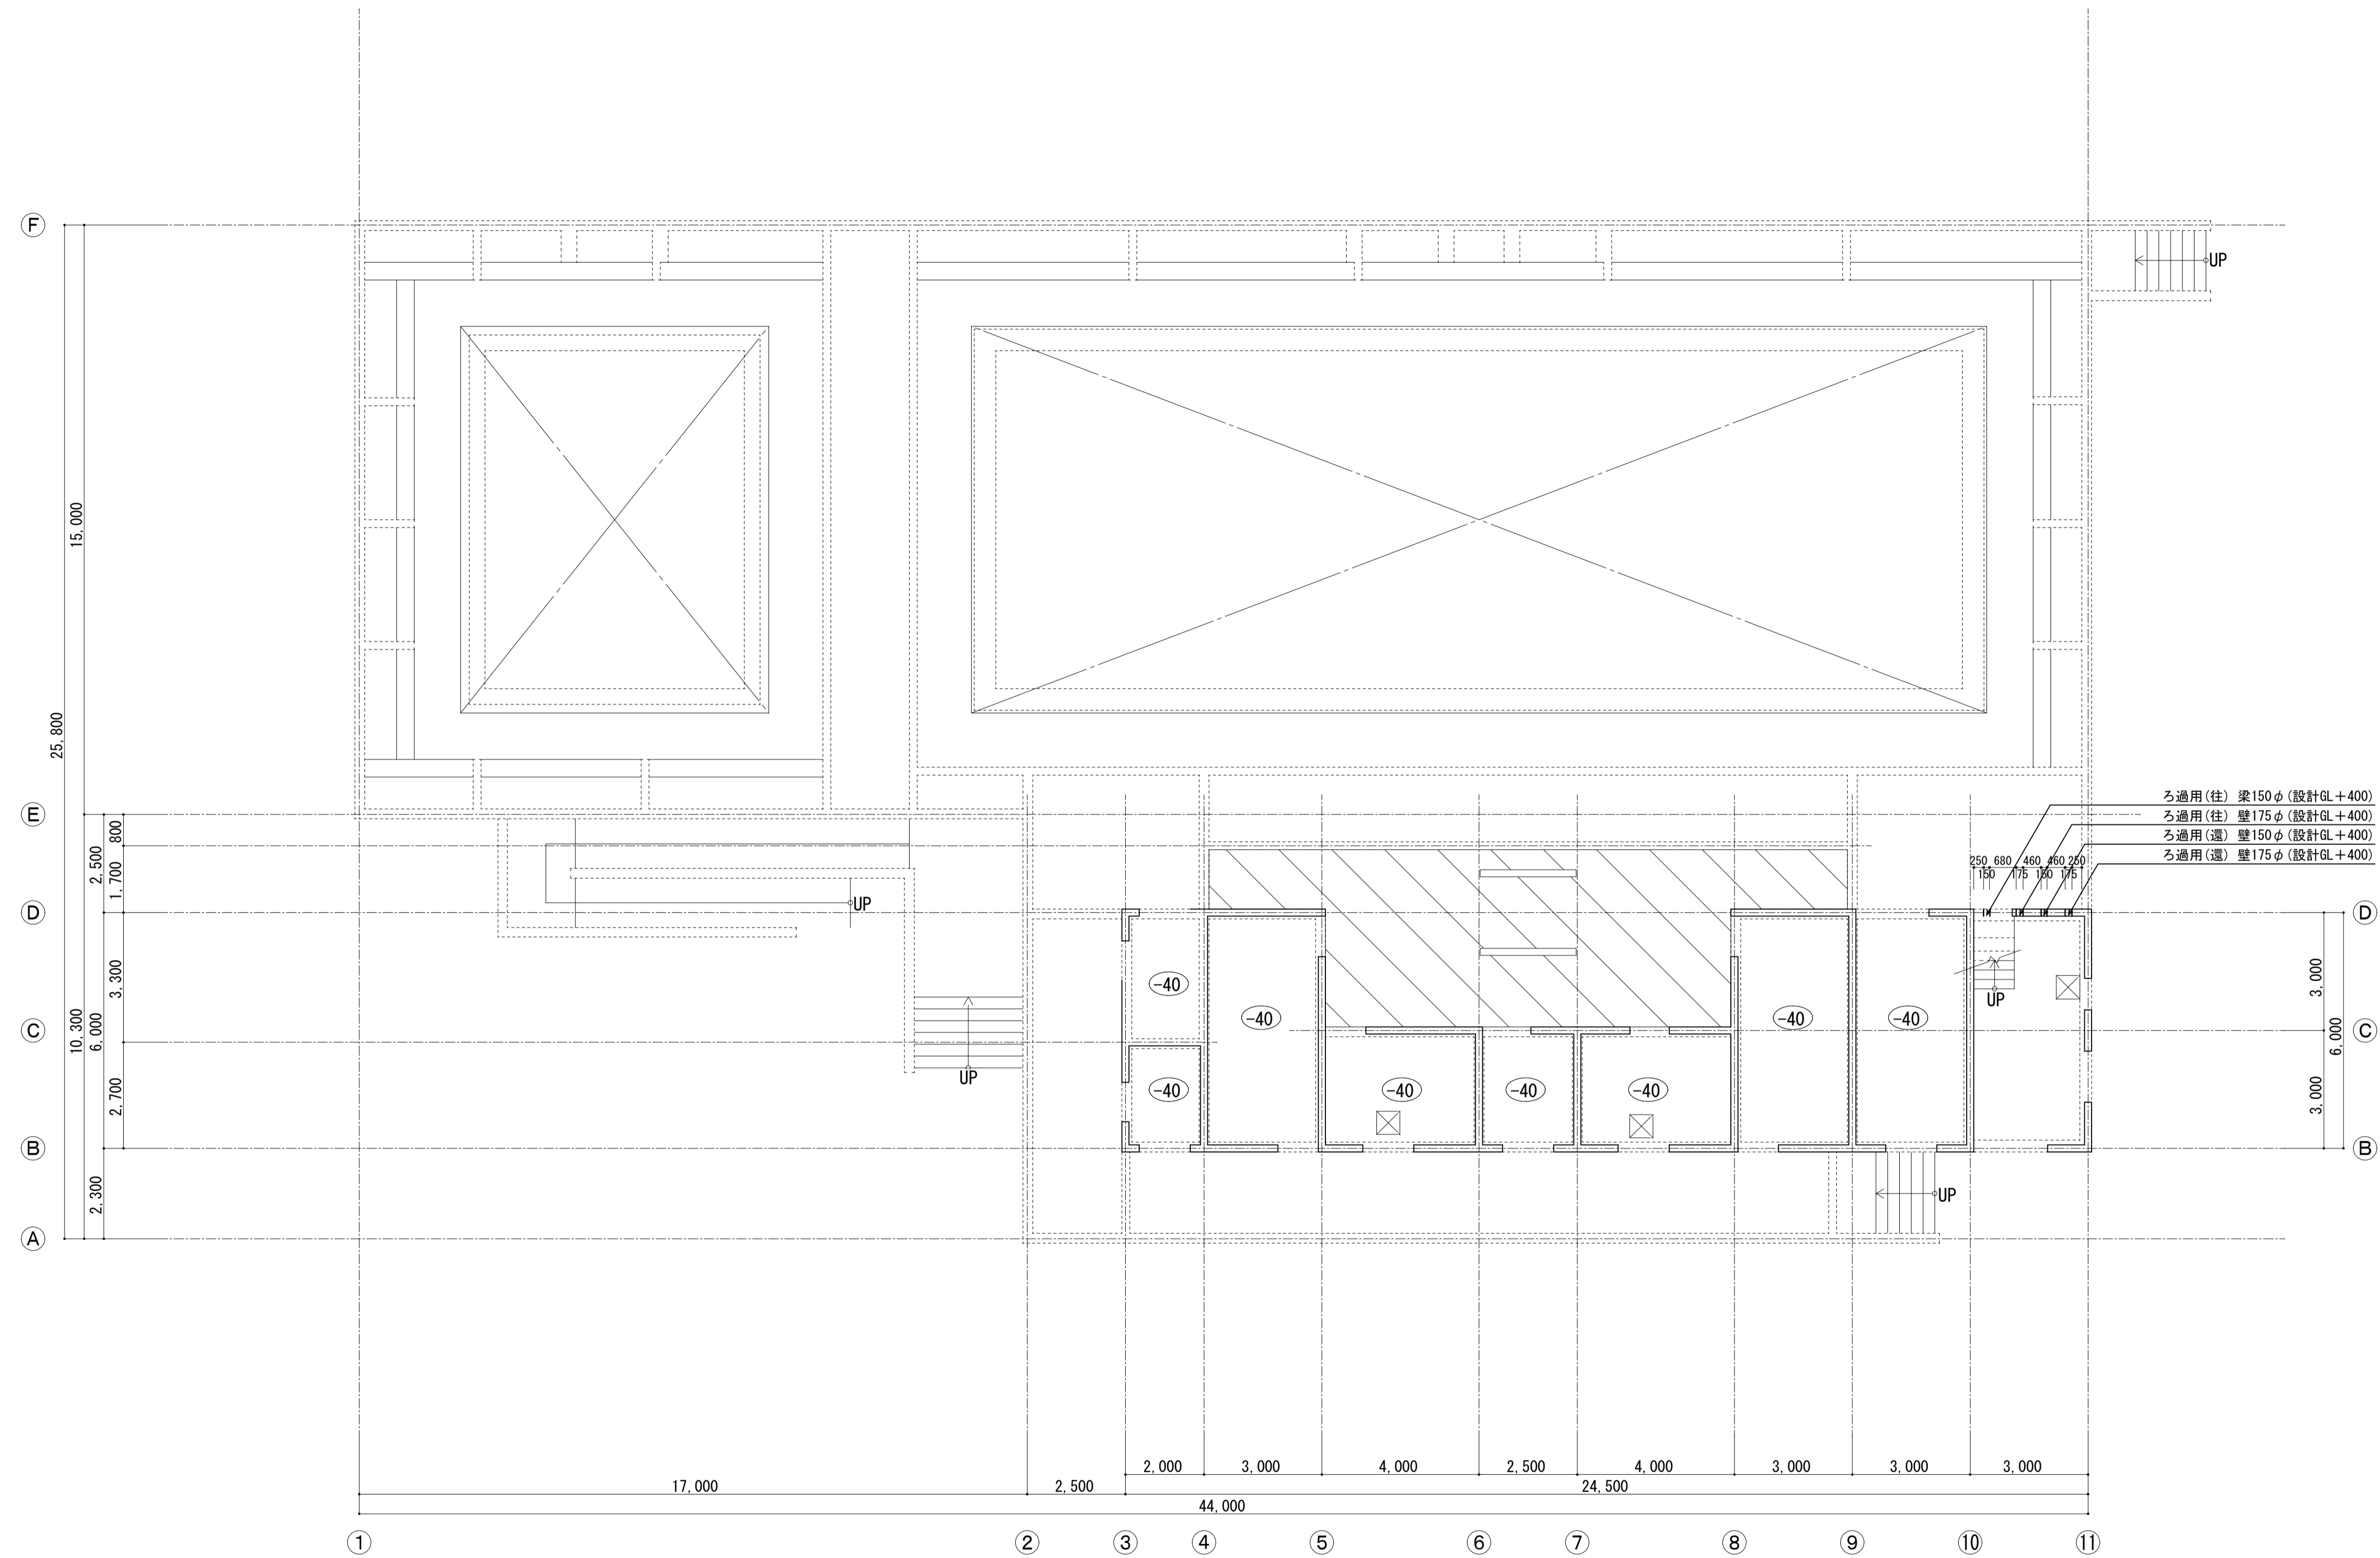 F
UP
15,000
25,800
E
800
2,500
1,700
ろ過用(往) 梁150φ(設計GL+400)
ろ過用(往) 壁175φ(設計GL+400)
ろ過用(還) 壁150φ(設計GL+400)
ろ過用(還) 壁175φ(設計GL+400)
250 680 460 460 250
150 175 150 175
UP
D
D
3,300
-40
-40
-40
-40
UP
3,000
C
C
10,300
6,000
6,000
UP
2,700
-40
-40
-40
-40
3,000
B
B
2,300
UP
A
2,000 3,000 4,000 2,500 4,000 3,000 3,000 3,000
17,000 2,500 24,500
44,000
1 2 3 4 5 6 7 8 9 10 11